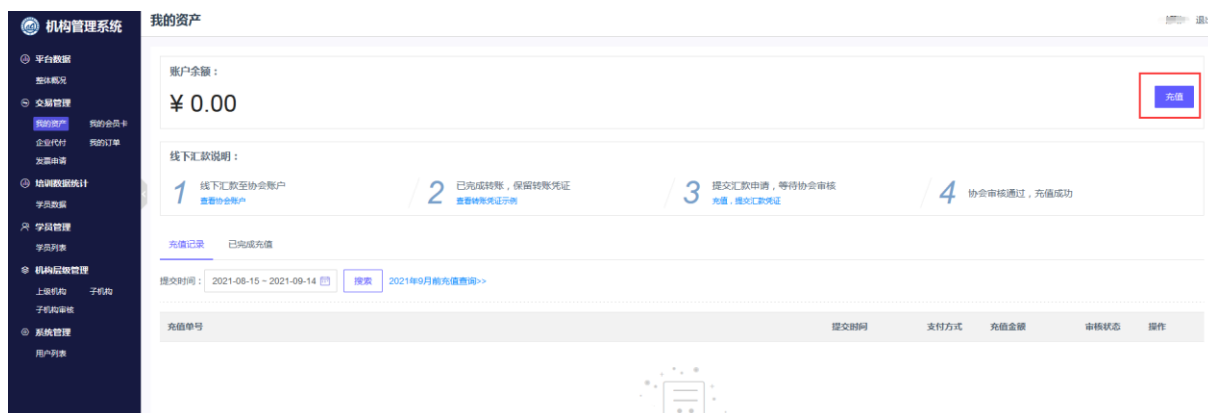 机构管理系统
我的资产
平台数据
整体概况
交易管理
我的资产 我的会员卡
企业代付 我的订单
发票申请
培训数据统计
学员数据
学员管理
学员列表
机构层级管理
上级机构 子机构
子机构审核
系统管理
用户列表
账户余额：
¥ 0.00
充值
线下汇款说明：
1 线下汇款至协会账户
查看协会账户
2 已完成转账，保留转账凭证
查看转账凭证示例
3 提交汇款申请，等待协会审核
充值，提交汇款凭证
4 协会审核通过，充值成功
充值记录 已完成充值
提交时间： 2021-08-15 ~ 2021-09-14 搜索 2021年9月前充值查询>>
充值单号 提交时间 支付方式 充值金额 审核状态 操作